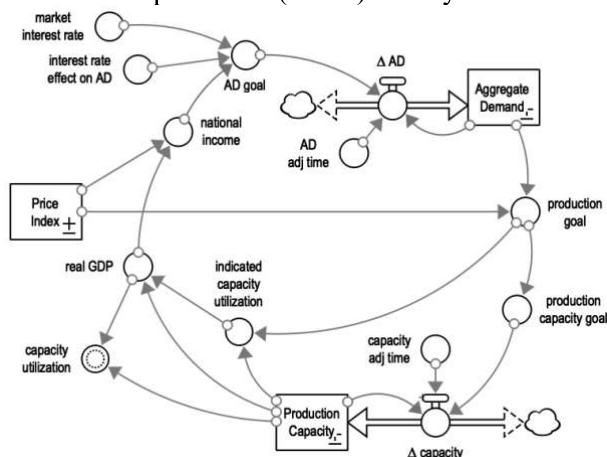 market
interest rate
interest rate
effect on AD
AD goal
Δ AD
Aggregate
Demand
national
income
AD
adj time
Price
Index
production
goal
real GDP
indicated
capacity
utilization
production
capacity goal
capacity
utilization
capacity
adj time
Production
Capacity
Δ capacity